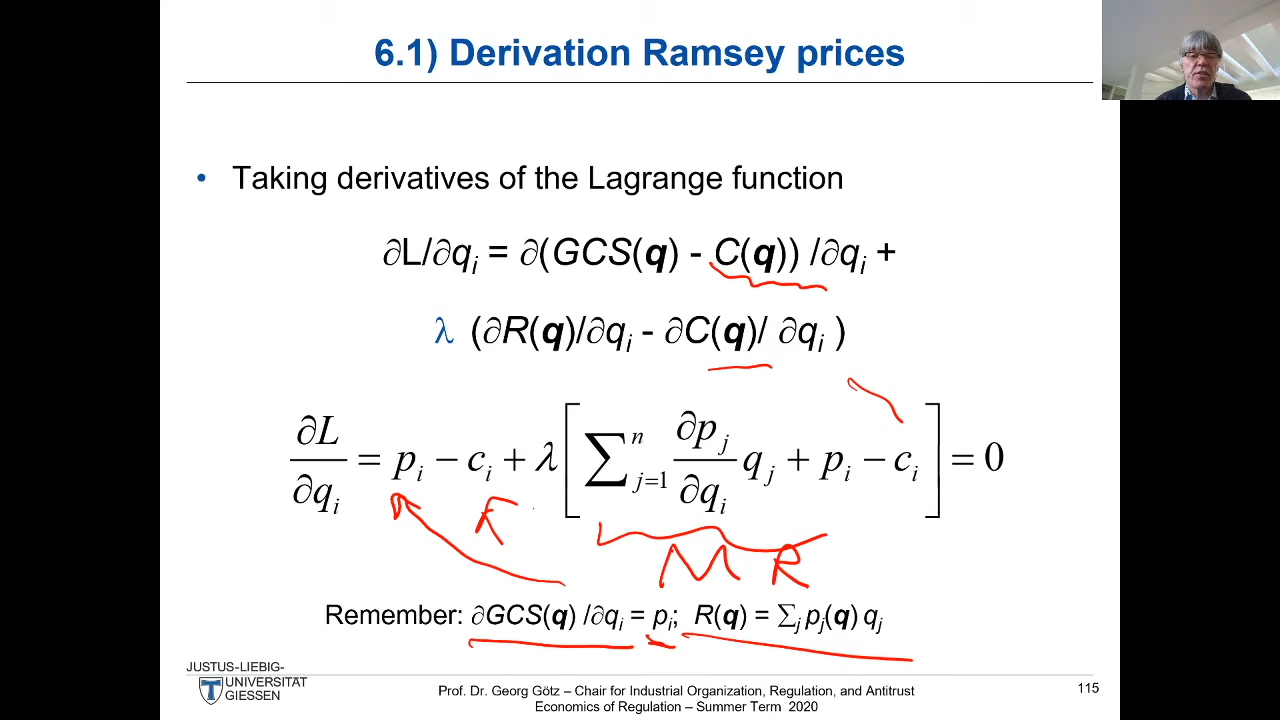 6.1) Derivation Ramsey prices
• Taking derivatives of the Lagrange function
∂L/∂qᵢ = ∂(GCS(q) - C(q)) /∂qᵢ +
λ (∂R(q)/∂qᵢ - ∂C(q)/ ∂qᵢ )
∂L/∂qᵢ = pᵢ − cᵢ + λ[∑ⁿⱼ₌₁ ∂pⱼ/∂qᵢ qⱼ + pᵢ − cᵢ] = 0
M R
Remember: ∂GCS(q) /∂qᵢ = pᵢ; R(q) = ∑ⱼ pⱼ(q) qⱼ
JUSTUS-LIEBIG-
UNIVERSITÄT
GIESSEN
Prof. Dr. Georg Götz – Chair for Industrial Organization, Regulation, and Antitrust
Economics of Regulation – Summer Term 2020
115